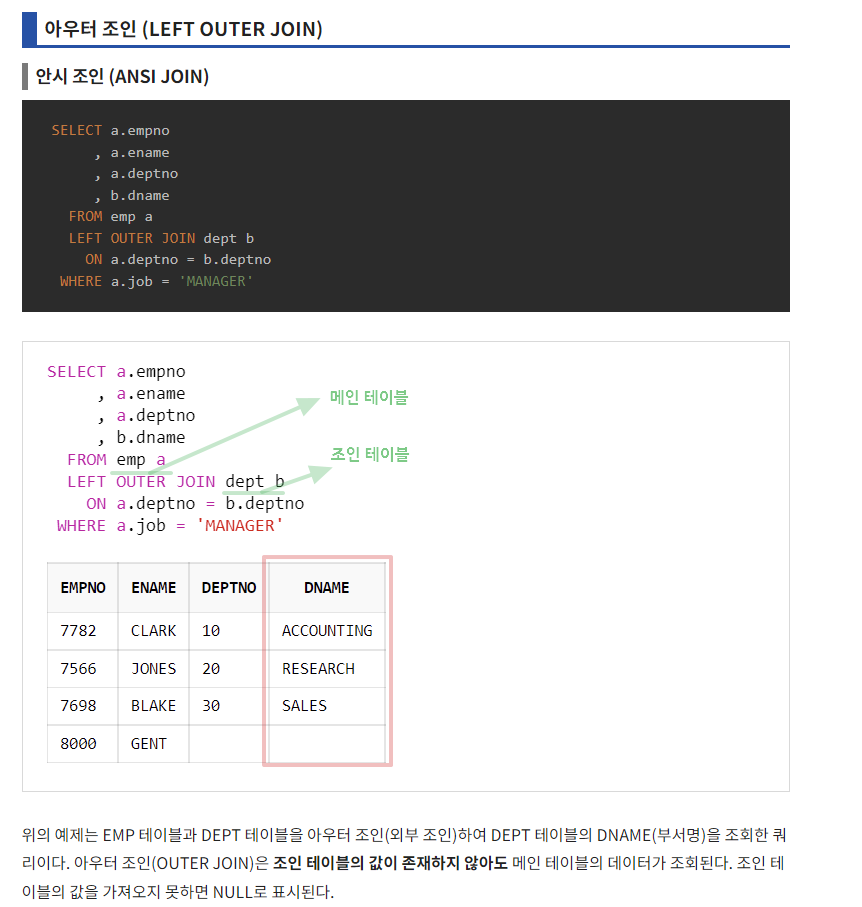 아우터 조인 (LEFT OUTER JOIN)
안시 조인 (ANSI JOIN)
SELECT a.empno
, a.ename
, a.deptno
, b.dname
FROM emp a
LEFT OUTER JOIN dept b
ON a.deptno = b.deptno
WHERE a.job = 'MANAGER'
SELECT a.empno
, a.ename
, a.deptno
, b.dname
FROM emp a
LEFT OUTER JOIN dept b
ON a.deptno = b.deptno
WHERE a.job = 'MANAGER'
메인 테이블
조인 테이블
EMPNO ENAME DEPTNO DNAME
7782 CLARK 10 ACCOUNTING
7566 JONES 20 RESEARCH
7698 BLAKE 30 SALES
8000 GENT
위의 예제는 EMP 테이블과 DEPT 테이블을 아우터 조인(외부 조인)하여 DEPT 테이블의 DNAME(부서명)을 조회한 쿼
리이다. 아우터 조인(OUTER JOIN)은 조인 테이블의 값이 존재하지 않아도 메인 테이블의 데이터가 조회된다. 조인 테
이블의 값을 가져오지 못하면 NULL로 표시된다.